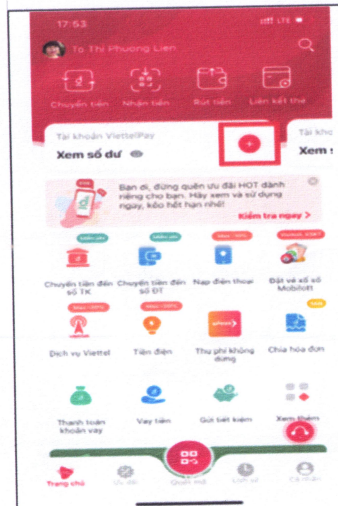 17:53
LTE
To Thi Phuong Lien
Chuyển tiền
Nhận tiền
Rút tiền
Liên kết thẻ
Tài khoản ViettelPay
Xem số dư
Tài kho
Xem s
Bạn ơi, đừng quên ưu đãi HOT dành
riêng cho bạn. Hãy xem và sử dụng
ngay, kẻo hết hạn nhé!
Kiểm tra ngay >
Chuyển tiền đến
số TK
Chuyển tiền đến
số ĐT
Nạp điện thoại
Đặt vé xổ số
Mobilott
Dịch vụ Viettel
Tiền điện
ePass
Thu phí không
dừng
Chia hóa đơn
Thanh toán
khoản vay
Vay tiền
Gửi tiết kiệm
Xem thêm
Trang chủ
Ưu đãi
Quét mã
Lịch sử
Cá nhân